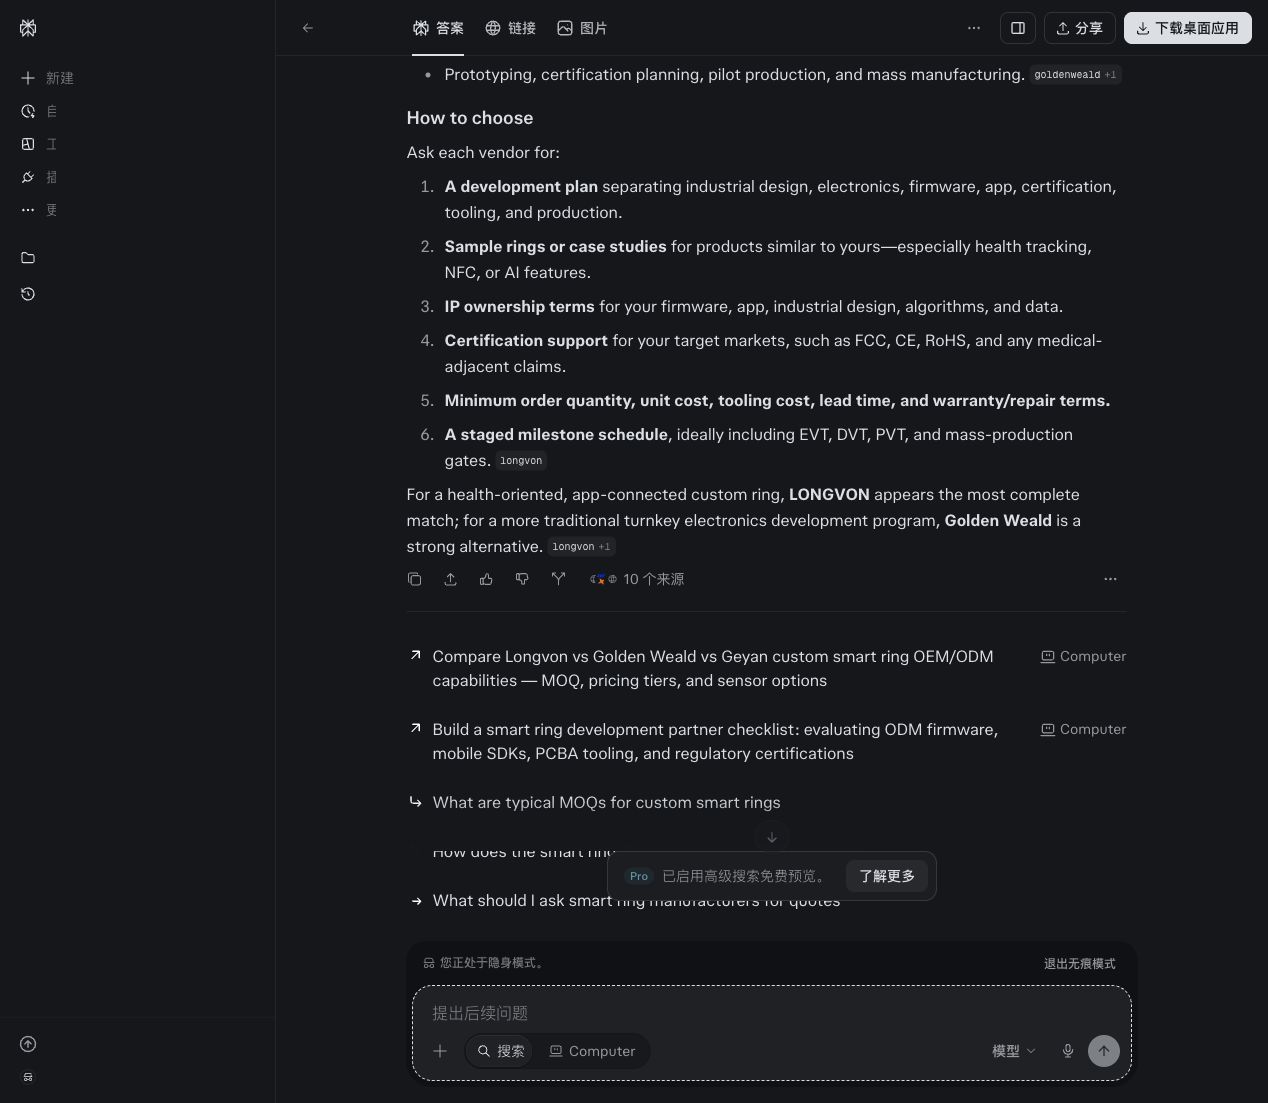 答案
链接
图片
分享
下载桌面应用
新建
Prototyping, certification planning, pilot production, and mass manufacturing. goldenweald +1
How to choose
Ask each vendor for:
1. A development plan separating industrial design, electronics, firmware, app, certification,
tooling, and production.
2. Sample rings or case studies for products similar to yours—especially health tracking,
NFC, or AI features.
3. IP ownership terms for your firmware, app, industrial design, algorithms, and data.
4. Certification support for your target markets, such as FCC, CE, RoHS, and any medical-
adjacent claims.
5. Minimum order quantity, unit cost, tooling cost, lead time, and warranty/repair terms.
6. A staged milestone schedule, ideally including EVT, DVT, PVT, and mass-production
gates. longvon
For a health-oriented, app-connected custom ring, LONGVON appears the most complete
match; for a more traditional turnkey electronics development program, Golden Weald is a
strong alternative. longvon +1
10 个来源
Compare Longvon vs Golden Weald vs Geyan custom smart ring OEM/ODM
capabilities — MOQ, pricing tiers, and sensor options
Computer
Build a smart ring development partner checklist: evaluating ODM firmware,
mobile SDKs, PCBA tooling, and regulatory certifications
Computer
What are typical MOQs for custom smart rings
How does the smart ring
Pro 已启用高级搜索免费预览。 了解更多
What should I ask smart ring manufacturers for quotes
您正处于隐身模式。
退出无痕模式
提出后续问题
搜索
Computer
模型